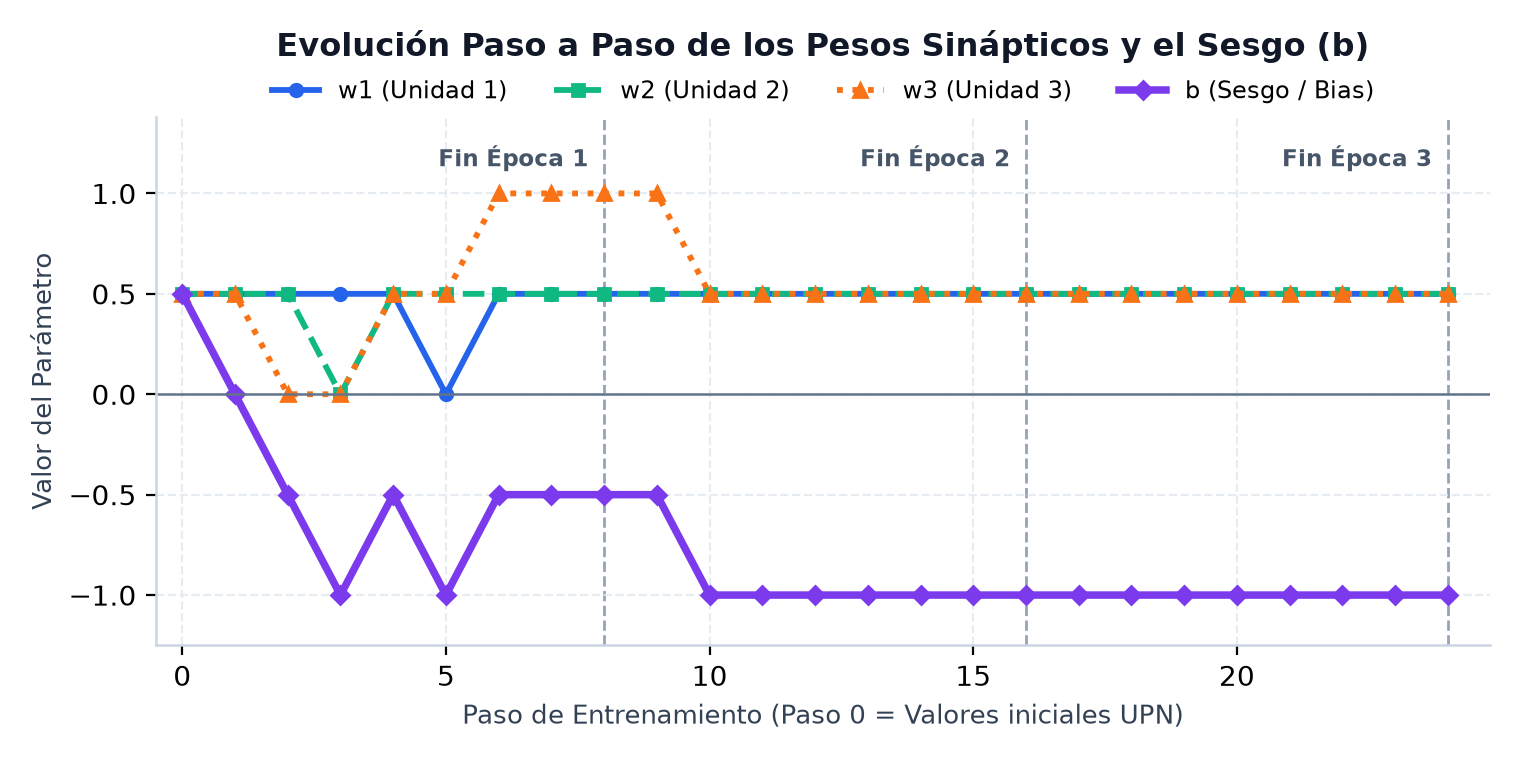 Evolución Paso a Paso de los Pesos Sinápticos y el Sesgo (b)
w1 (Unidad 1) w2 (Unidad 2) w3 (Unidad 3) b (Sesgo / Bias)
Fin Época 1 Fin Época 2 Fin Época 3
Valor del Parámetro
1.0
0.5
0.0
−0.5
−1.0
0 5 10 15 20
Paso de Entrenamiento (Paso 0 = Valores iniciales UPN)